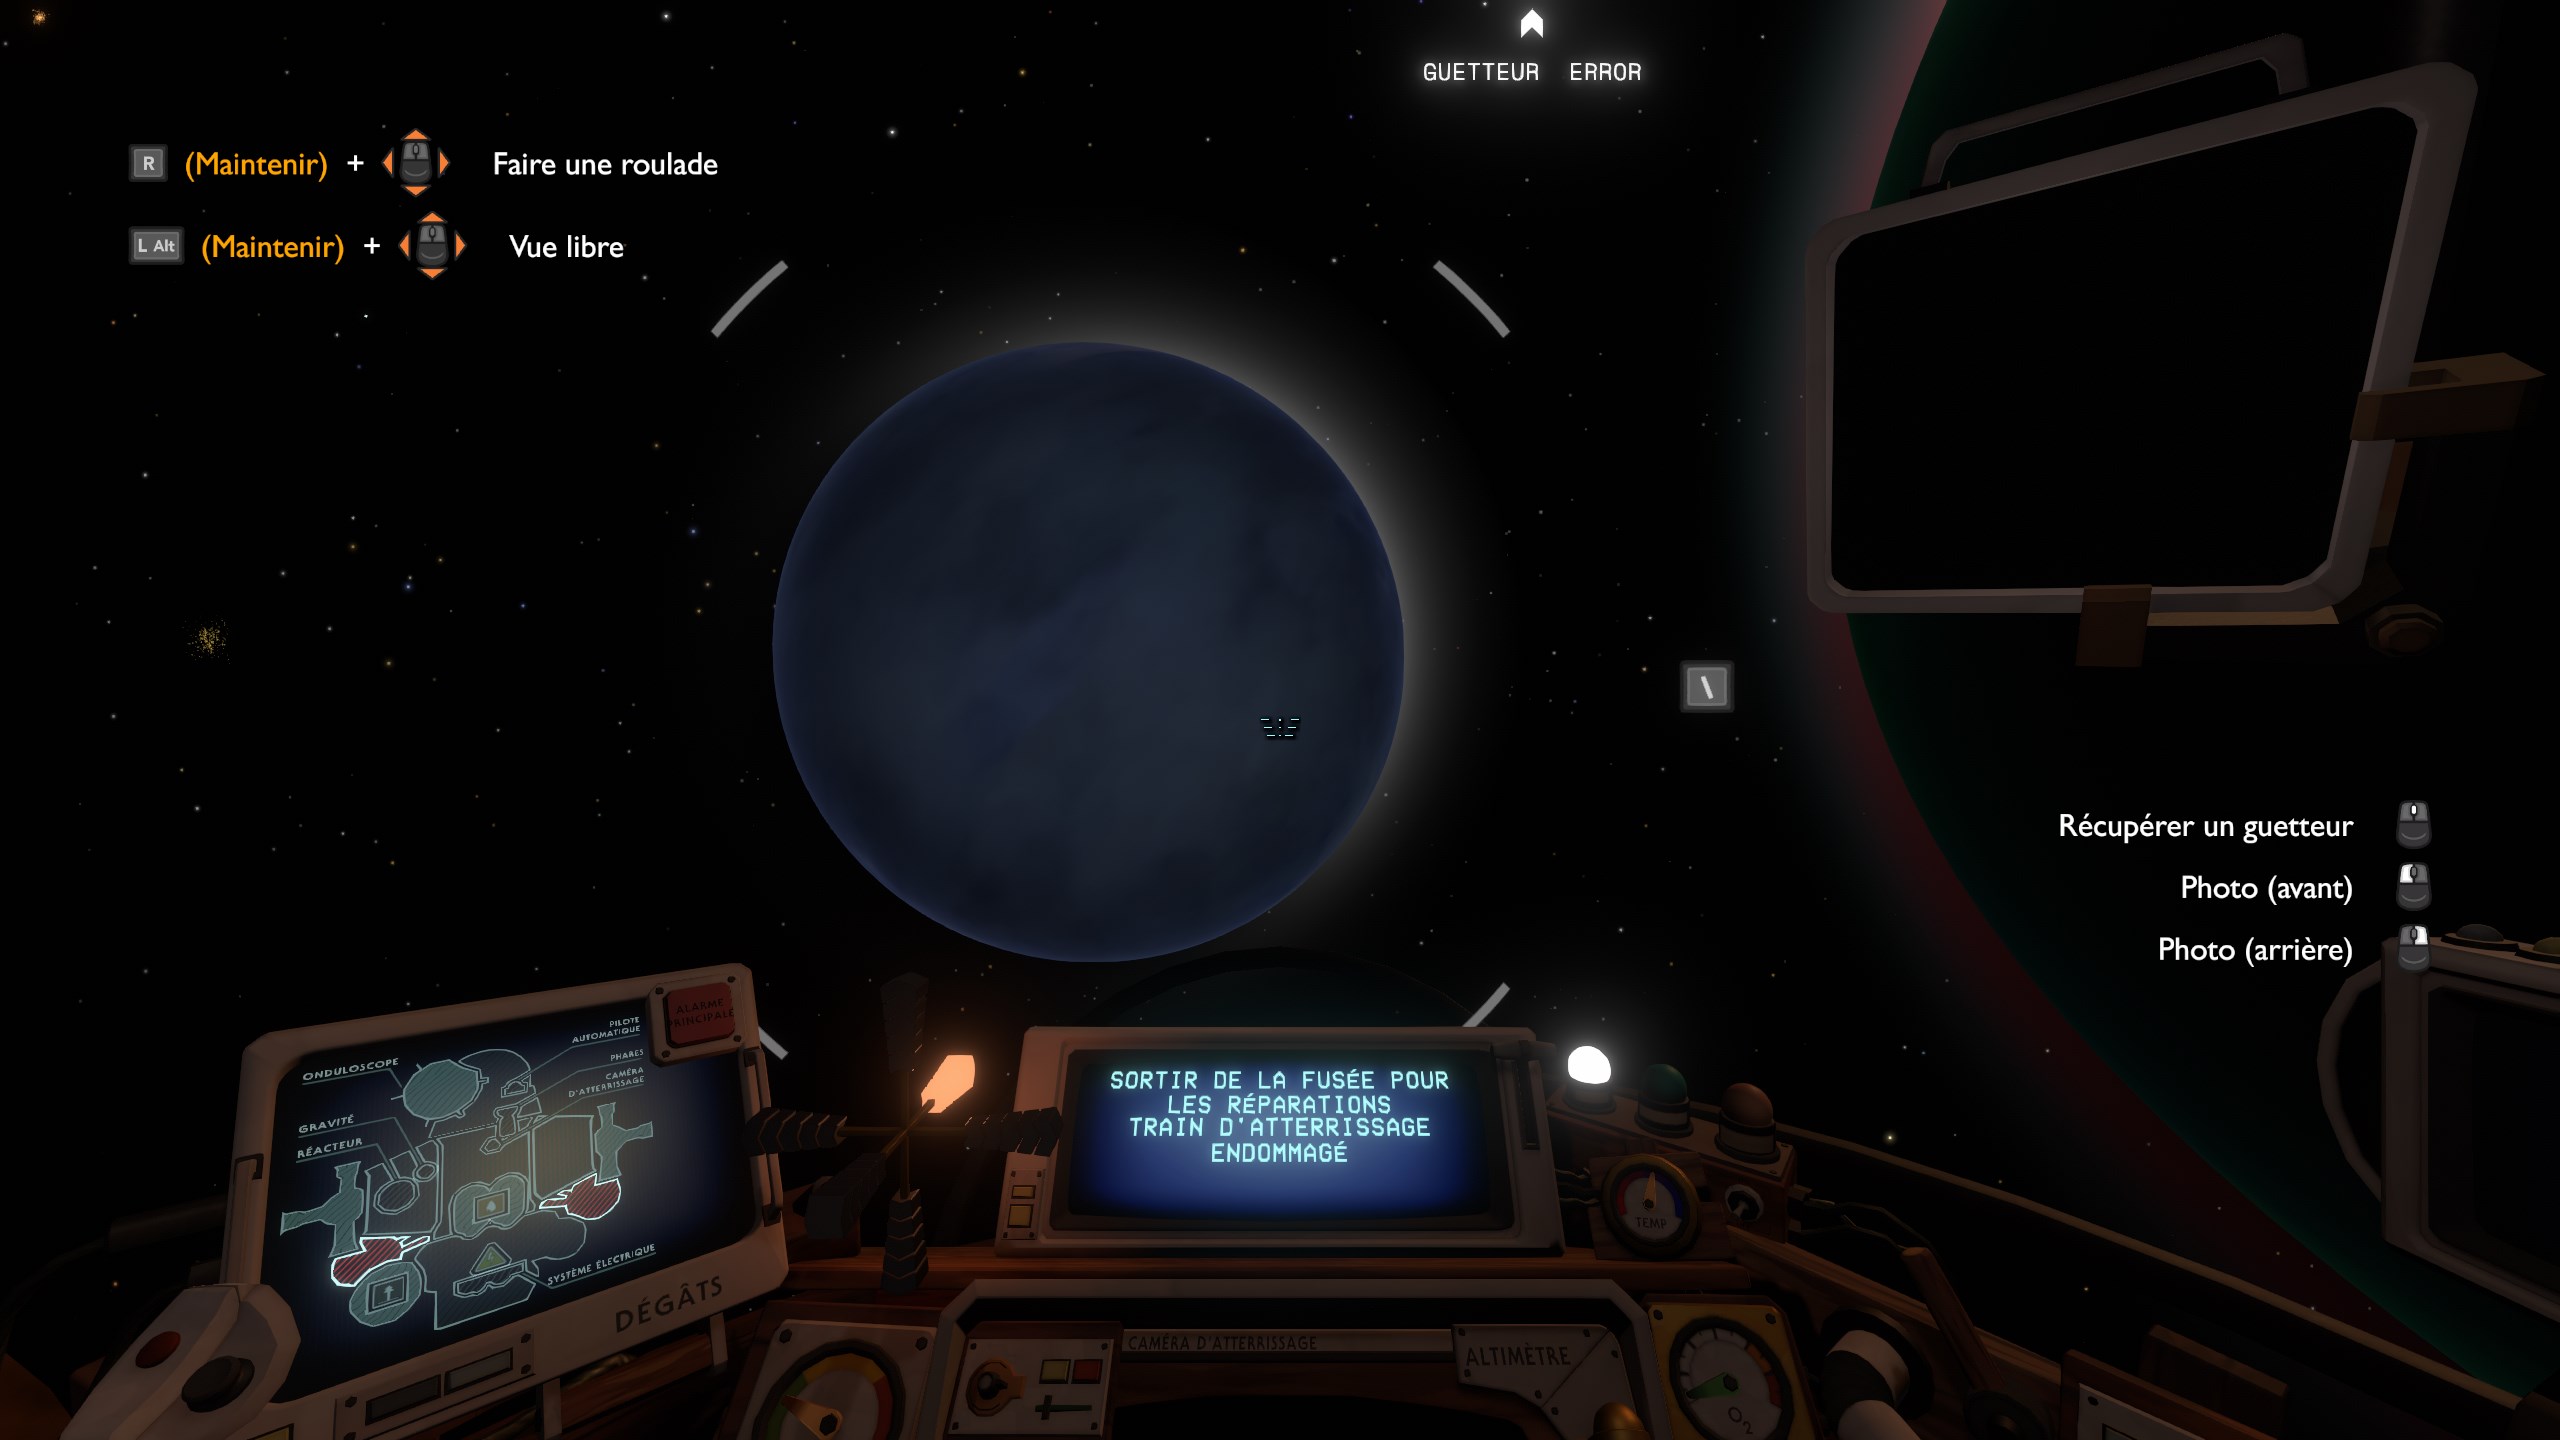 GUETTEUR ERROR
R (Maintenir) + Faire une roulade
L Alt (Maintenir) + Vue libre
\
Récupérer un guetteur
Photo (avant)
Photo (arrière)
ALARME
PRINCIPALE
PILOTE
AUTOMATIQUE
PHARES
CAMÉRA
D'ATTERRISSAGE
ONDULOSCOPE
GRAVITÉ
RÉACTEUR
SYSTÈME ÉLECTRIQUE
DÉGÂTS
SORTIR DE LA FUSÉE POUR
LES RÉPARATIONS
TRAIN D'ATTERRISSAGE
ENDOMMAGÉ
TEMP
CAMÉRA D'ATTERRISSAGE
ALTIMÈTRE
O2